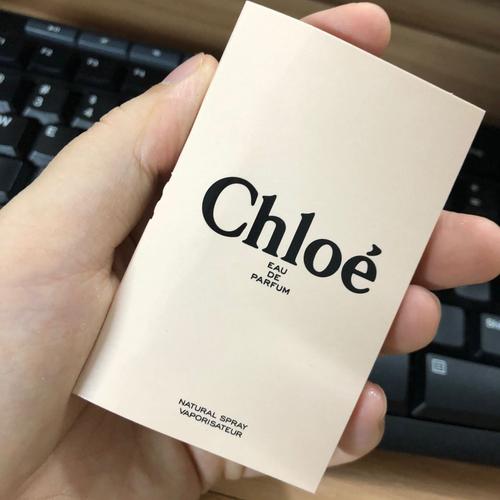 Chloé
EAU
DE
PARFUM
NATURAL SPRAY
VAPORISATEUR